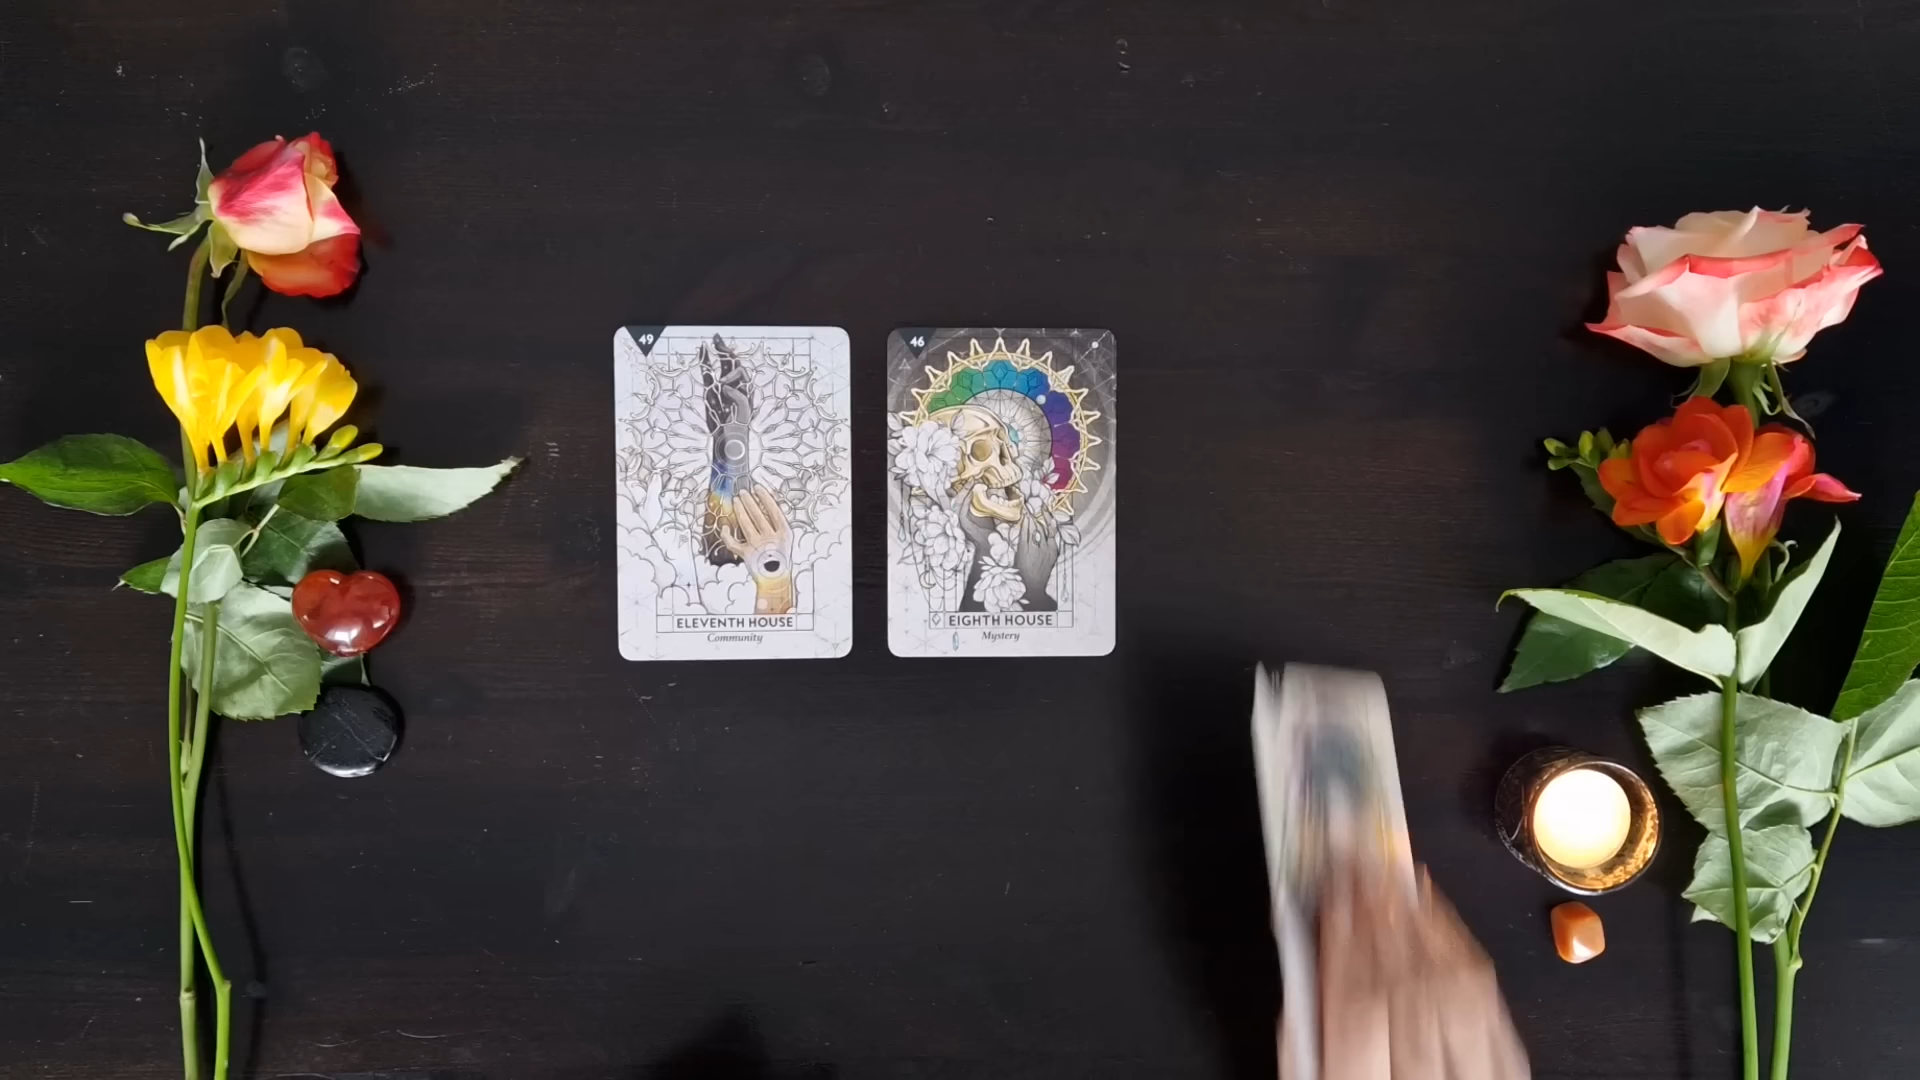 49
ELEVENTH HOUSE
Community
46
EIGHTH HOUSE
Mystery